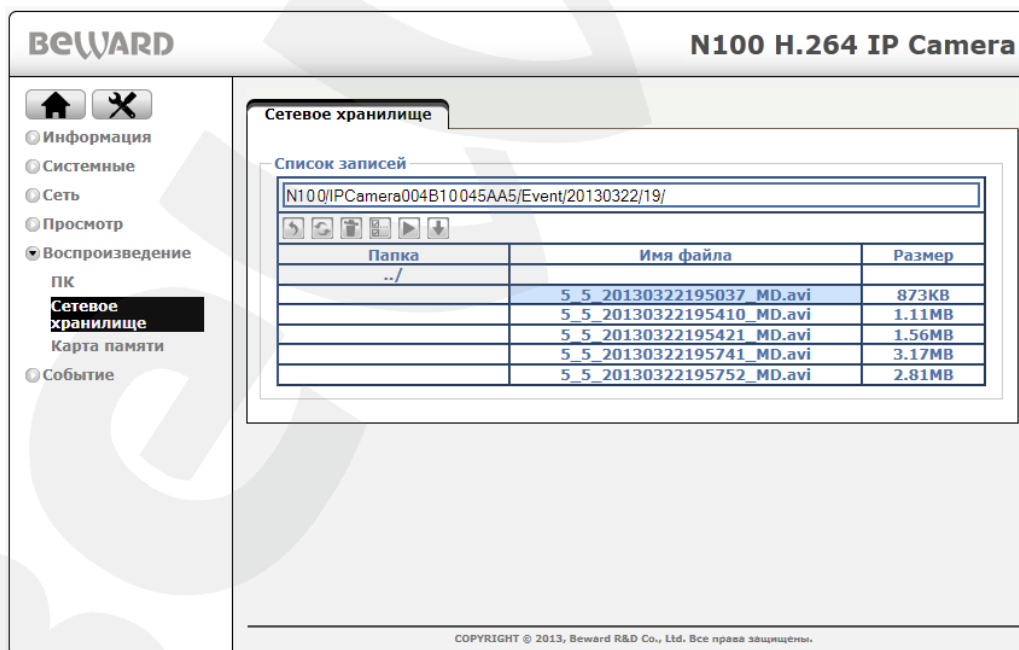 BEWARD
N100 H.264 IP Camera
Информация
Системные
Сеть
Просмотр
Воспроизведение
ПК
Сетевое
хранилище
Карта памяти
Событие
Сетевое хранилище
Список записей
N100/IPCamera004B10045AA5/Event/20130322/19/
Папка Имя файла Размер
../
5_5_20130322195037_MD.avi 873KB
5_5_20130322195410_MD.avi 1.11MB
5_5_20130322195421_MD.avi 1.56MB
5_5_20130322195741_MD.avi 3.17MB
5_5_20130322195752_MD.avi 2.81MB
COPYRIGHT © 2013, Beward R&D Co., Ltd. Все права защищены.